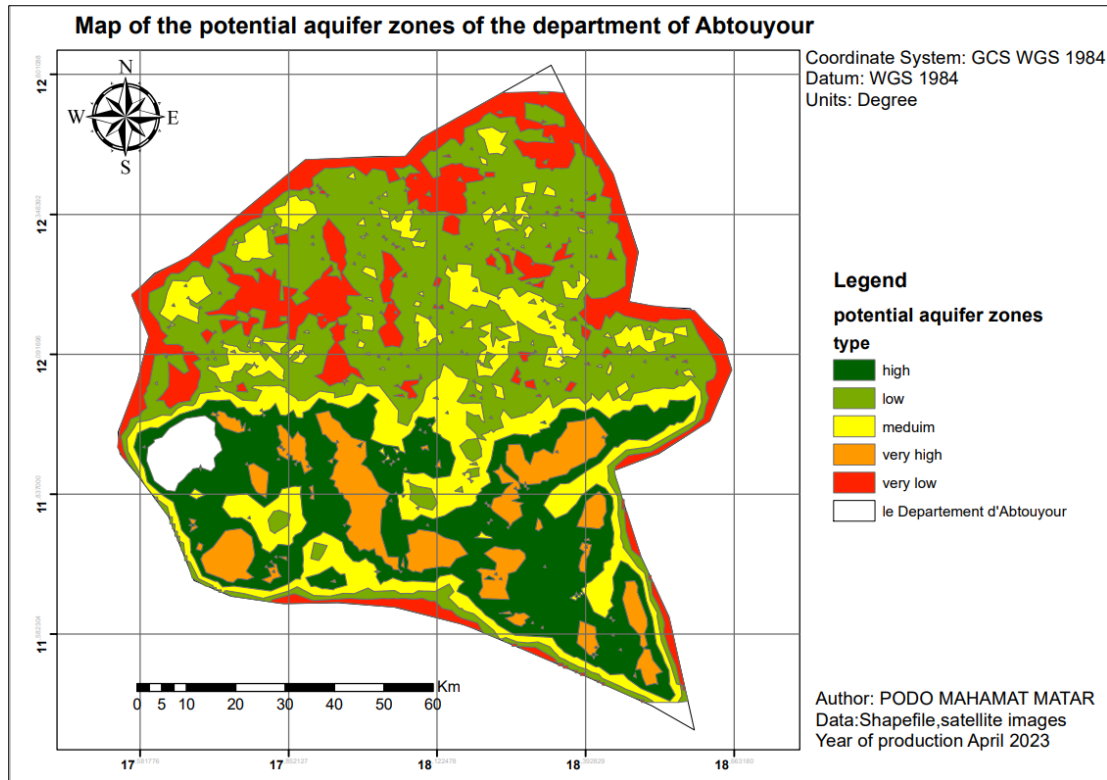 Map of the potential aquifer zones of the department of Abtouyour
Coordinate System: GCS WGS 1984
Datum: WGS 1984
Units: Degree
N
W E
S
Legend
potential aquifer zones
type
high
low
meduim
very high
very low
le Departement d'Abtouyour
12
12
12
11
11
Km
0 5 10 20 30 40 50 60
17 17 18 18 18
Author: PODO MAHAMAT MATAR
Data:Shapefile,satellite images
Year of production April 2023